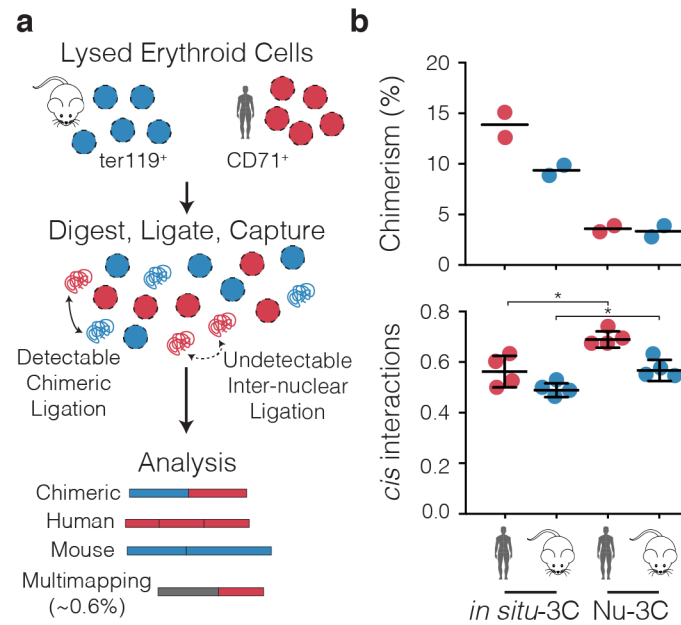 a
Lysed Erythroid Cells
ter119⁺
CD71⁺
Digest, Ligate, Capture
Detectable
Chimeric
Ligation
Undetectable
Inter-nuclear
Ligation
Analysis
Chimeric
Human
Mouse
Multimapping
(~0.6%)
b
Chimerism (%)
20
15
10
5
0
cis interactions
0.8
0.6
0.4
0.2
0.0
*
*
in situ-3C
Nu-3C